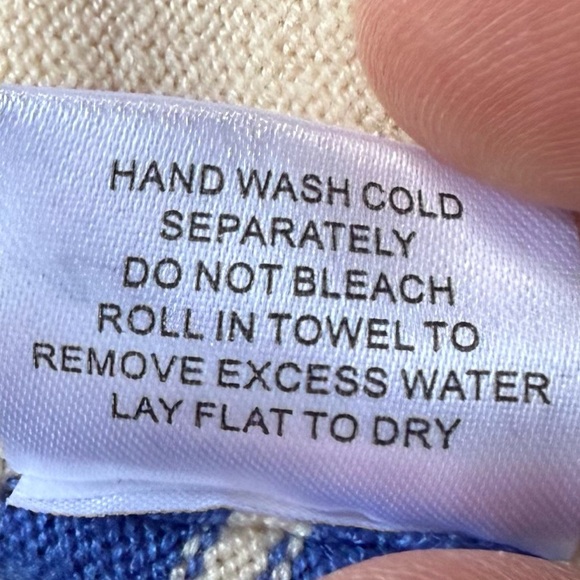 HAND WASH COLD
SEPARATELY
DO NOT BLEACH
ROLL IN TOWEL TO
REMOVE EXCESS WATER
LAY FLAT TO DRY